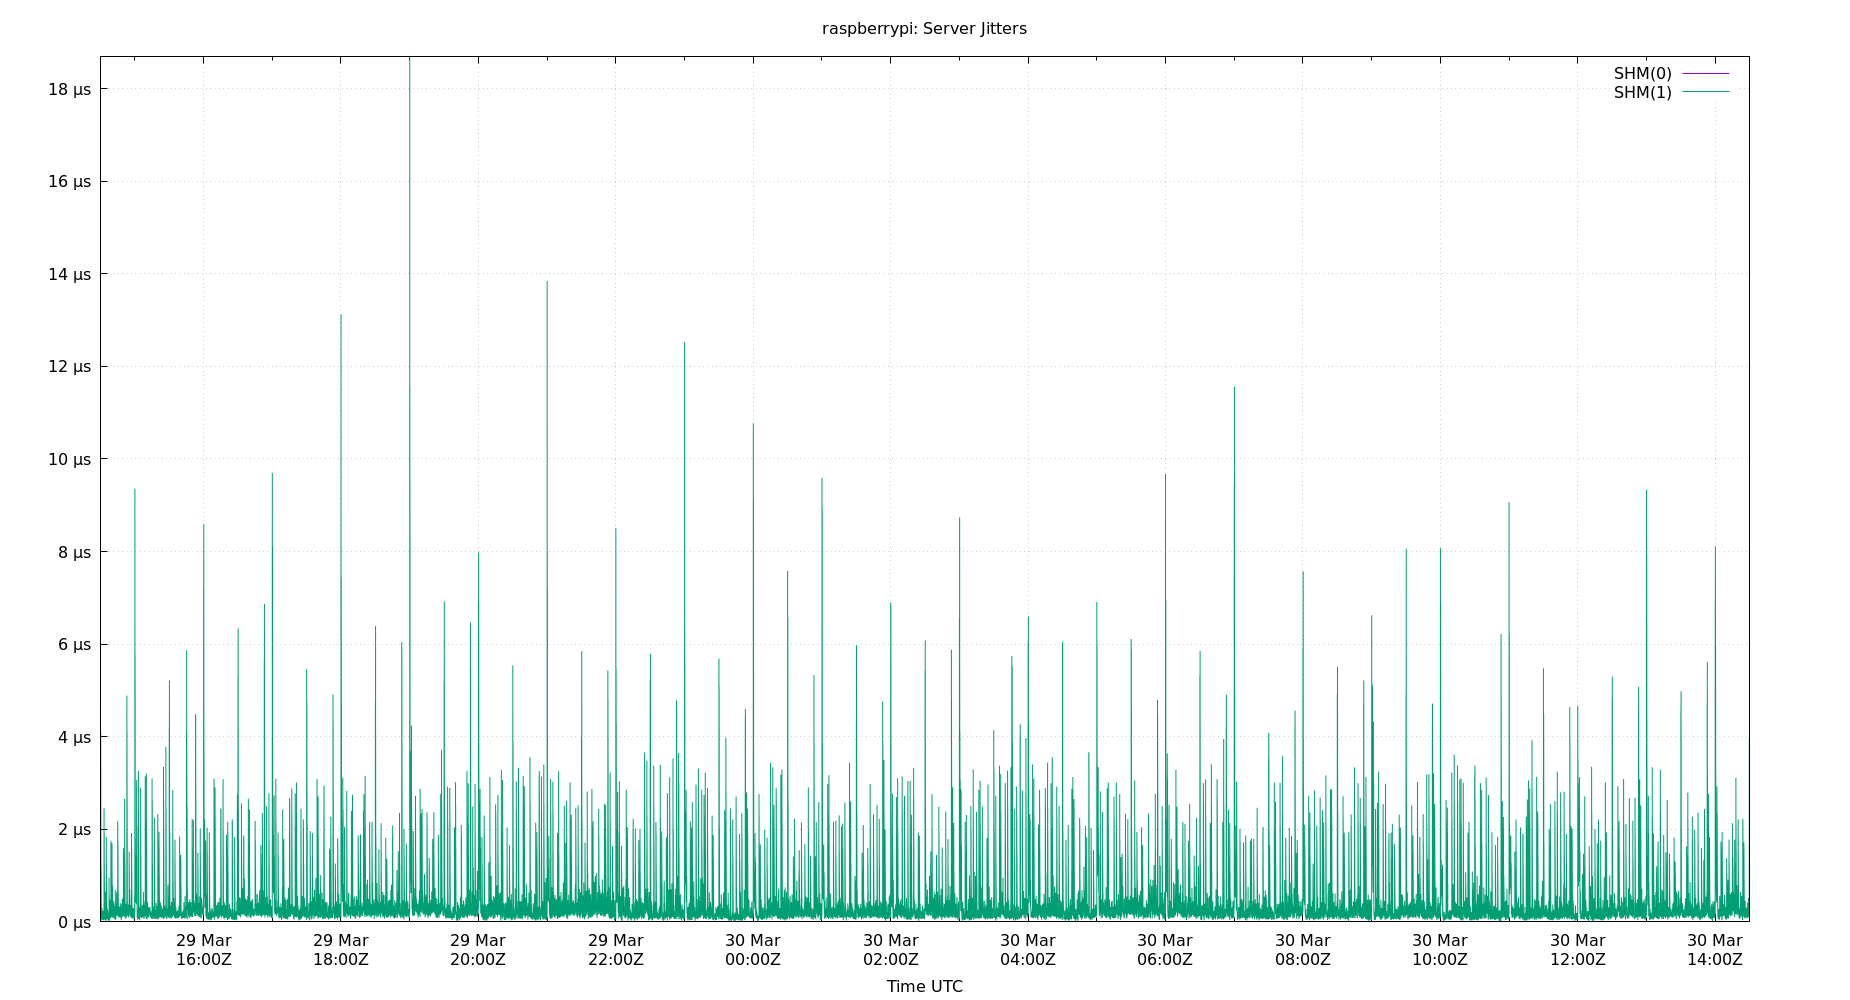 raspberrypi: Server Jitters
SHM(0)
SHM(1)
18 µs
16 µs
14 µs
12 µs
10 µs
8 µs
6 µs
4 µs
2 µs
0 µs
29 Mar 29 Mar 29 Mar 29 Mar 30 Mar 30 Mar 30 Mar 30 Mar 30 Mar 30 Mar 30 Mar 30 Mar
16:00Z 18:00Z 20:00Z 22:00Z 00:00Z 02:00Z 04:00Z 06:00Z 08:00Z 10:00Z 12:00Z 14:00Z
Time UTC